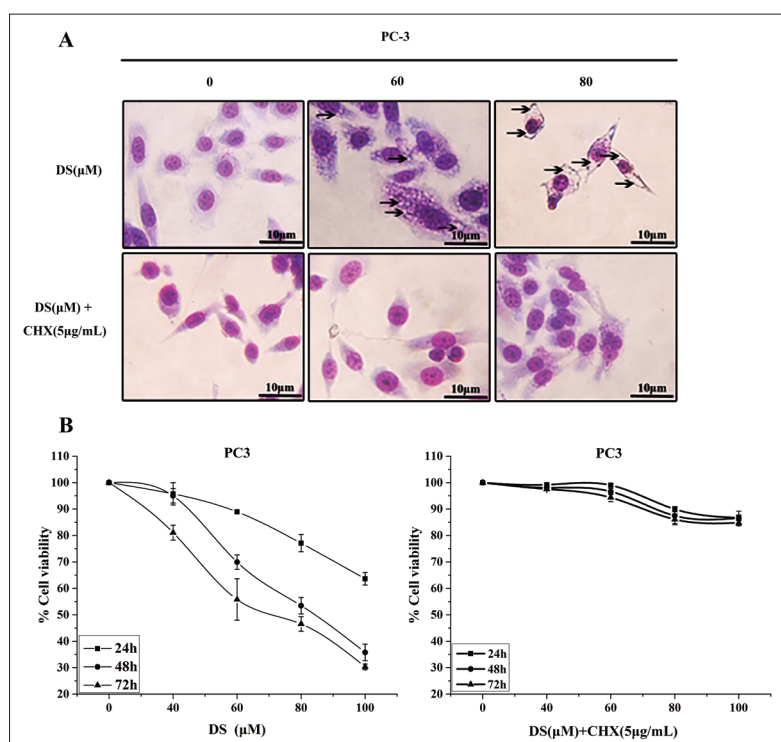 A
PC-3
0 60 80
DS(µM)
10µm 10µm 10µm
DS(µM) +
CHX(5µg/mL)
10µm 10µm 10µm
B
PC3
110
100
90
80
70
60
50
40
30
20
% Cell viability
24h
48h
72h
0 40 60 80 100
DS (µM)
PC3
110
100
90
80
70
60
50
40
30
20
% Cell viability
24h
48h
72h
0 40 60 80 100
DS(µM)+CHX(5µg/mL)